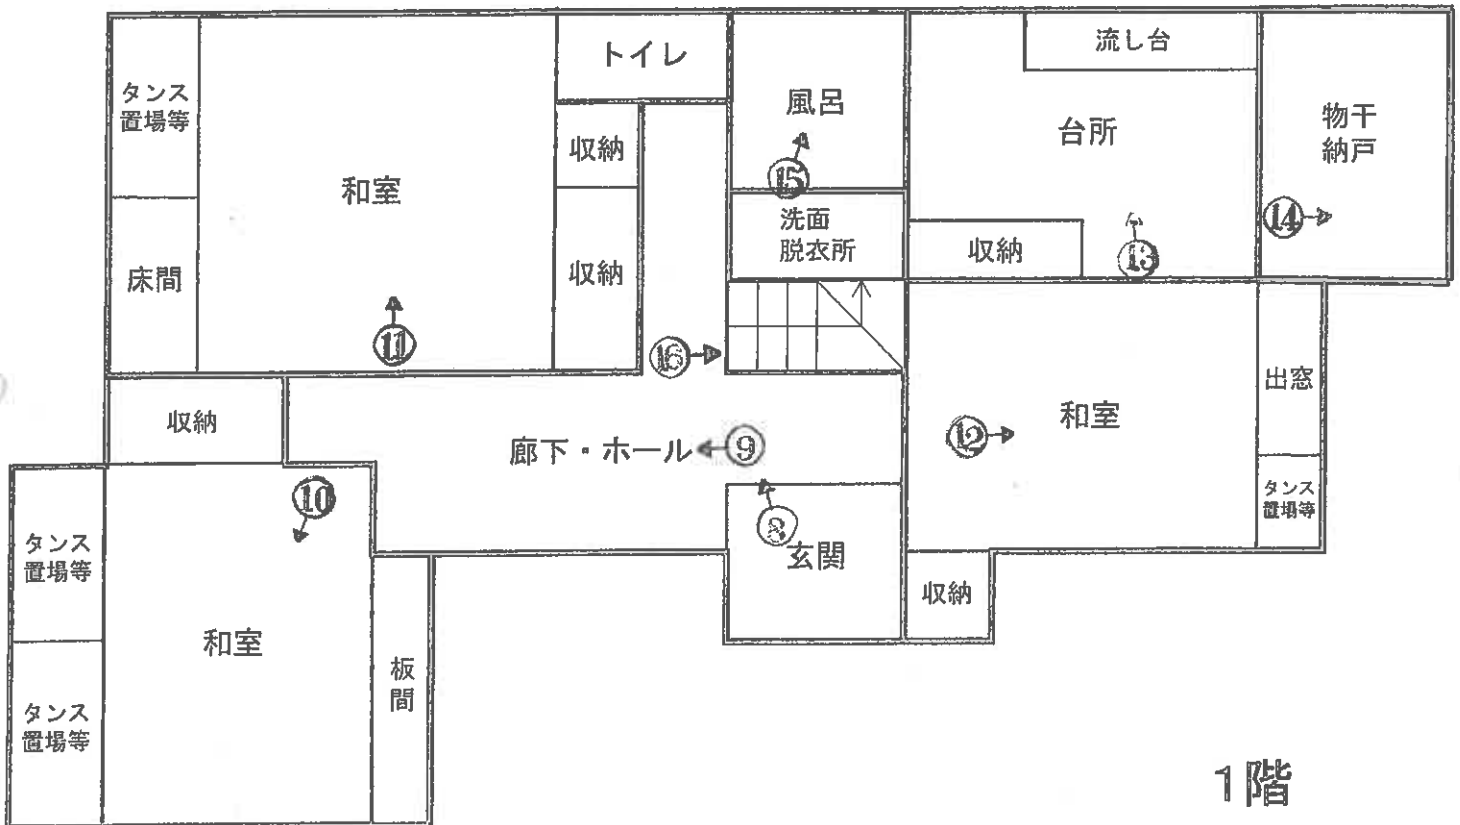 タンス
置場等
和室
トイレ
風呂
流し台
台所
物干
納戸
収納
⑮
洗面
脱衣所
⑭
収納
⑬
床間
収納
⑪
⑯
収納
廊下・ホール
⑨
⑫
和室
出窓
タンス
置場等
⑩
⑧
玄関
収納
タンス
置場等
和室
板
間
タンス
置場等
1階